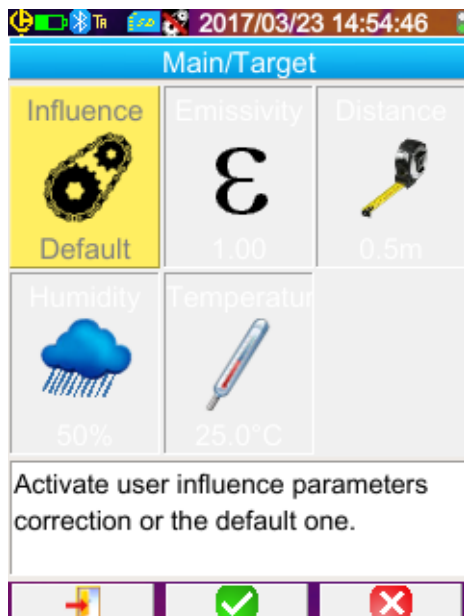 TA 2017/03/23 14:54:46
Main/Target
Influence Emissivity Distance
ε
Default 1.00 0.5m
Humidity Temperatur
50% 25.0°C
Activate user influence parameters
correction or the default one.